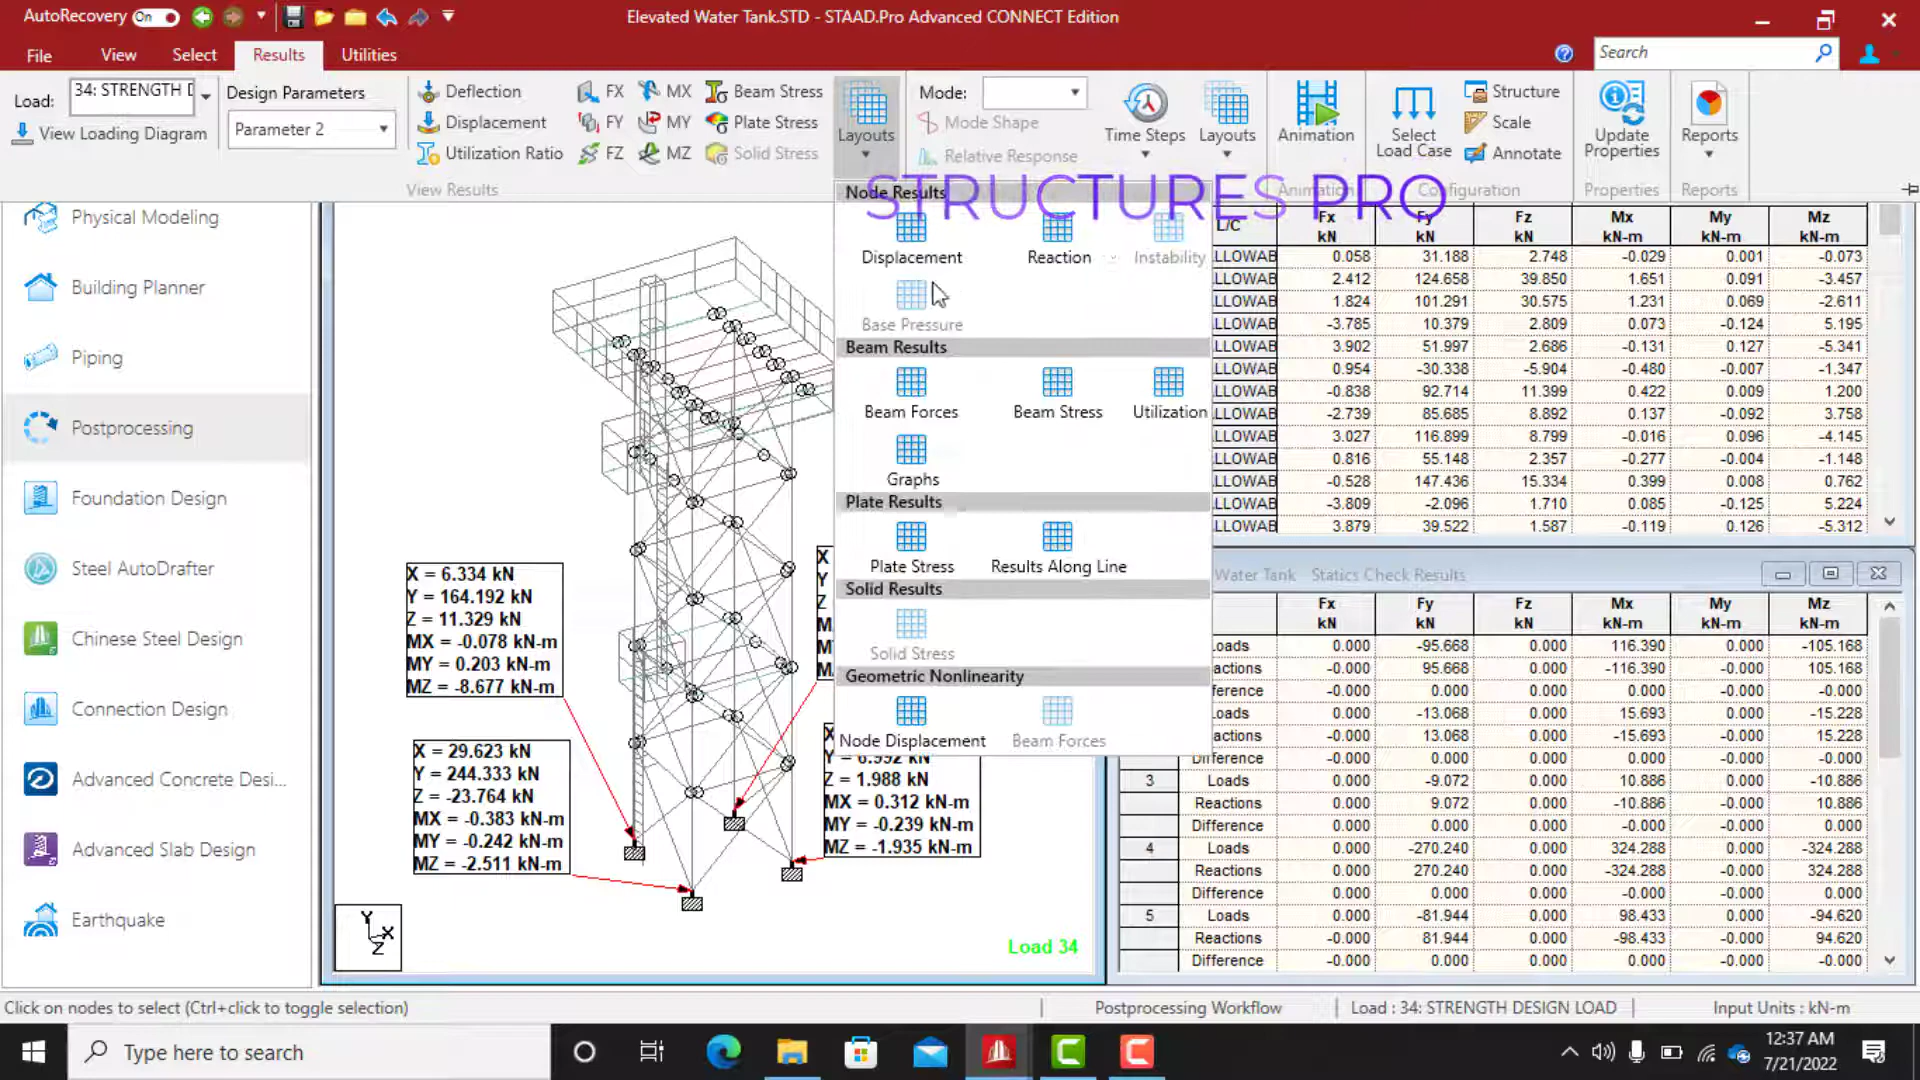 AutoRecovery On
Elevated Water Tank.STD - STAAD.Pro Advanced CONNECT Edition
File View Select Results Utilities
Search
Load: 34: STRENGTH D
View Loading Diagram
Design Parameters
Parameter 2
Deflection
Displacement
Utilization Ratio
FX MX
FY MY
FZ MZ
Beam Stress
Plate Stress
Solid Stress
View Results
Layouts
Mode:
Mode Shape
Relative Response
Time Steps
Layouts
Animation
Animation
Select
Load Case
Structure
Scale
Annotate
Configuration
Update
Properties
Properties
Reports
Reports
STRUCTURES PRO
Physical Modeling
Building Planner
Piping
Postprocessing
Foundation Design
Steel AutoDrafter
Chinese Steel Design
Connection Design
Advanced Concrete Desi...
Advanced Slab Design
Earthquake
X = 6.334 kN
Y = 164.192 kN
Z = 11.329 kN
MX = -0.078 kN-m
MY = 0.203 kN-m
MZ = -8.677 kN-m
X = 29.623 kN
Y = 244.333 kN
Z = -23.764 kN
MX = -0.383 kN-m
MY = -0.242 kN-m
MZ = -2.511 kN-m
Y = 6.992 kN
Z = 1.988 kN
MX = 0.312 kN-m
MY = -0.239 kN-m
MZ = -1.935 kN-m
Y
X
Z
Load 34
Node Results
Displacement Reaction Instability
Base Pressure
Beam Results
Beam Forces Beam Stress Utilization
Graphs
Plate Results
Plate Stress Results Along Line
Solid Results
Solid Stress
Geometric Nonlinearity
Node Displacement Beam Forces
L/C Fx Fy Fz Mx My Mz
kN kN kN kN-m kN-m kN-m
LLOWAB 0.058 31.188 2.748 -0.029 0.001 -0.073
LLOWAB 2.412 124.658 39.850 1.651 0.091 -3.457
LLOWAB 1.824 101.291 30.575 1.231 0.069 -2.611
LLOWAB -3.785 10.379 2.809 0.073 -0.124 5.195
LLOWAB 3.902 51.997 2.686 -0.131 0.127 -5.341
LLOWAB 0.954 -30.338 -5.904 -0.480 -0.007 -1.347
LLOWAB -0.838 92.714 11.399 0.422 0.009 1.200
LLOWAB -2.739 85.685 8.892 0.137 -0.092 3.758
LLOWAB 3.027 116.899 8.799 -0.016 0.096 -4.145
LLOWAB 0.816 55.148 2.357 -0.277 -0.004 -1.148
LLOWAB -0.528 147.436 15.334 0.399 0.008 0.762
LLOWAB -3.809 -2.096 1.710 0.085 -0.125 5.224
LLOWAB 3.879 39.522 1.587 -0.119 0.126 -5.312
Water Tank Statics Check Results
Fx Fy Fz Mx My Mz
kN kN kN kN-m kN-m kN-m
Loads 0.000 -95.668 0.000 116.390 0.000 -105.168
actions 0.000 95.668 0.000 -116.390 0.000 105.168
fference 0.000 0.000 0.000 -0.000 0.000 -0.000
Loads 0.000 -13.068 0.000 15.693 0.000 -15.228
actions 0.000 13.068 0.000 -15.693 0.000 15.228
Difference -0.000 0.000 0.000 -0.000 0.000 -0.000
3 Loads 0.000 -9.072 0.000 10.886 0.000 -10.886
Reactions 0.000 9.072 0.000 -10.886 0.000 10.886
Difference 0.000 0.000 0.000 -0.000 0.000 0.000
4 Loads 0.000 -270.240 0.000 324.288 0.000 -324.288
Reactions 0.000 270.240 0.000 -324.288 0.000 324.288
Difference 0.000 0.000 0.000 -0.000 0.000 -0.000
5 Loads 0.000 -81.944 0.000 98.433 0.000 -94.620
Reactions -0.000 81.944 0.000 -98.433 0.000 94.620
Difference -0.000 0.000 0.000 -0.000 0.000 -0.000
Click on nodes to select (Ctrl+click to toggle selection)
Postprocessing Workflow
Load : 34: STRENGTH DESIGN LOAD
Input Units : kN-m
Type here to search
12:37 AM
7/21/2022